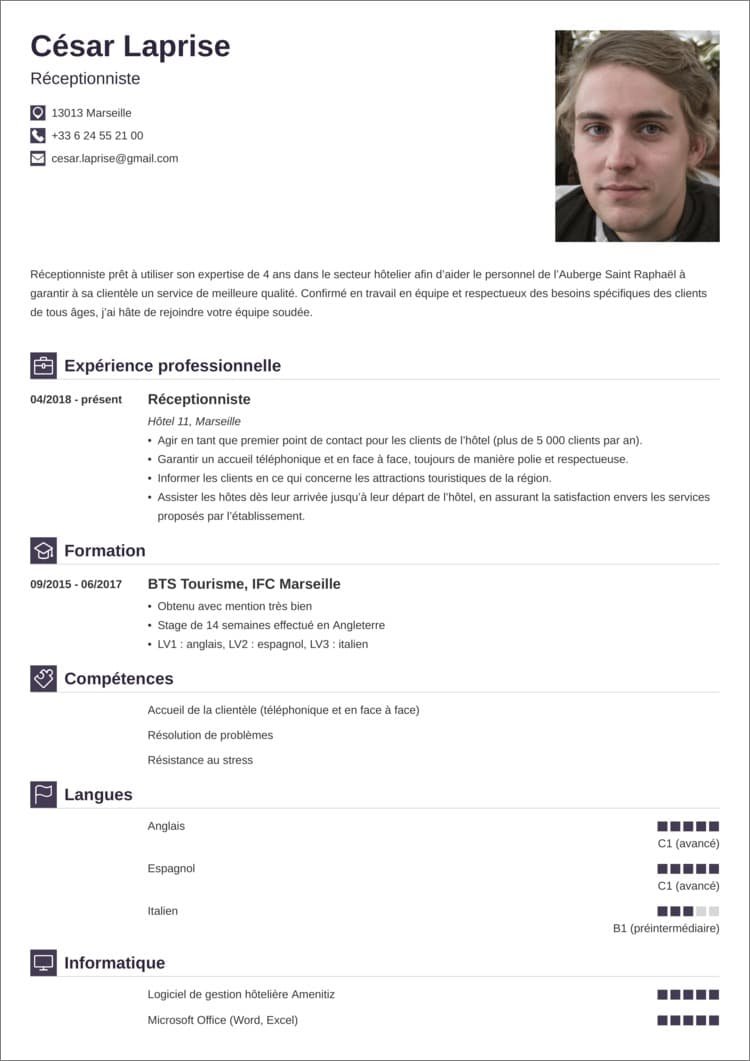 César Laprise
Réceptionniste
13013 Marseille
+33 6 24 55 21 00
cesar.laprise@gmail.com
Réceptionniste prêt à utiliser son expertise de 4 ans dans le secteur hôtelier afin d’aider le personnel de l’Auberge Saint Raphaël à
garantir à sa clientèle un service de meilleure qualité. Confirmé en travail en équipe et respectueux des besoins spécifiques des clients
de tous âges, j’ai hâte de rejoindre votre équipe soudée.
Expérience professionnelle
04/2018 - présent Réceptionniste
Hôtel 11, Marseille
• Agir en tant que premier point de contact pour les clients de l’hôtel (plus de 5 000 clients par an).
• Garantir un accueil téléphonique et en face à face, toujours de manière polie et respectueuse.
• Informer les clients en ce qui concerne les attractions touristiques de la région.
• Assister les hôtes dès leur arrivée jusqu’à leur départ de l’hôtel, en assurant la satisfaction envers les services
proposés par l’établissement.
Formation
09/2015 - 06/2017 BTS Tourisme, IFC Marseille
• Obtenu avec mention très bien
• Stage de 14 semaines effectué en Angleterre
• LV1 : anglais, LV2 : espagnol, LV3 : italien
Compétences
Accueil de la clientèle (téléphonique et en face à face)
Résolution de problèmes
Résistance au stress
Langues
Anglais
C1 (avancé)
Espagnol
C1 (avancé)
Italien
B1 (préintermédiaire)
Informatique
Logiciel de gestion hôtelière Amenitiz
Microsoft Office (Word, Excel)